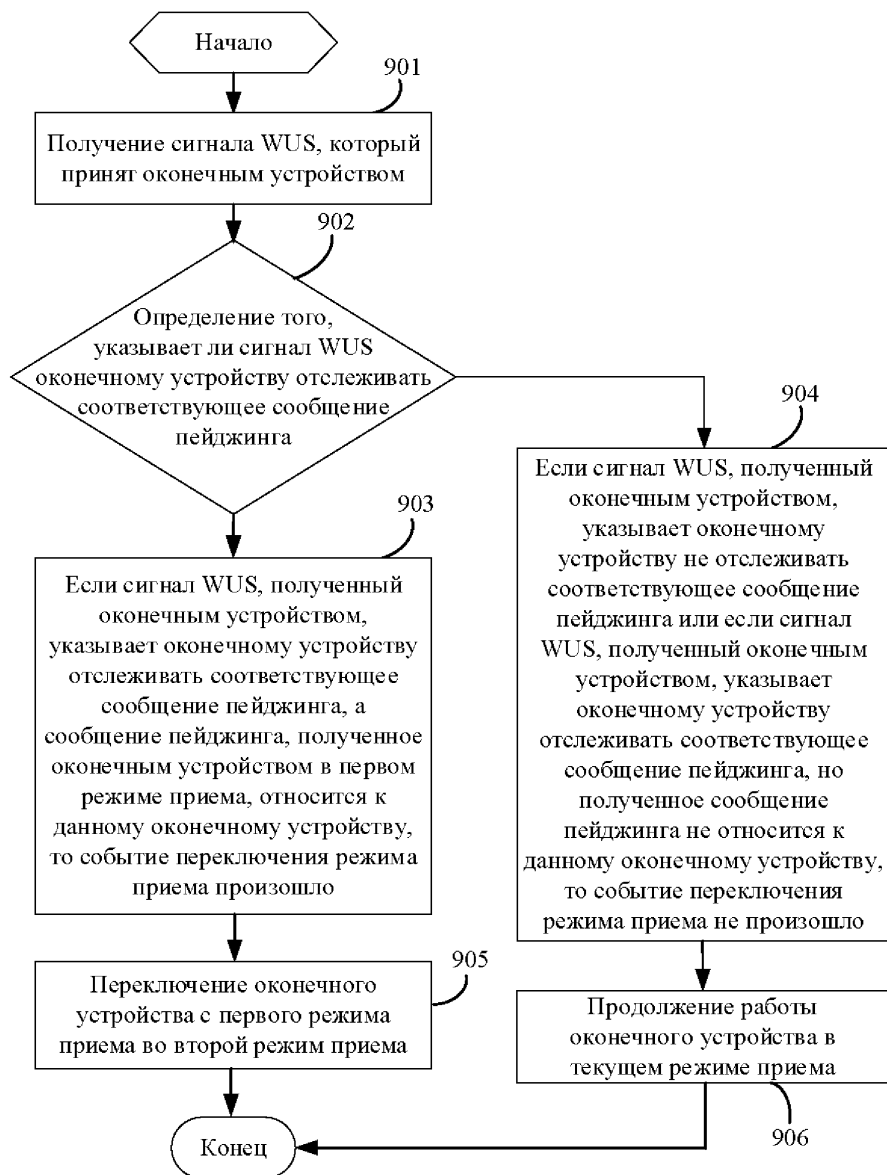 Начало
901
Получение сигнала WUS, который
принят оконечным устройством
902
Определение того,
указывает ли сигнал WUS
оконечному устройству отслеживать
соответствующее сообщение
пейджинга
903
Если сигнал WUS, полученный
оконечным устройством,
указывает оконечному устройству
отслеживать соответствующее
сообщение пейджинга, а
сообщение пейджинга, полученное
оконечным устройством в первом
режиме приема, относится к
данному оконечному устройству,
то событие переключения режима
приема произошло
904
Если сигнал WUS, полученный
оконечным устройством,
указывает оконечному
устройству не отслеживать
соответствующее сообщение
пейджинга или если сигнал
WUS, полученный оконечным
устройством, указывает
оконечному устройству
отслеживать соответствующее
сообщение пейджинга, но
полученное сообщение
пейджинга не относится к
данному оконечному устройству,
то событие переключения
режима приема не произошло
905
Переключение оконечного
устройства с первого режима
приема во второй режим приема
Продолжение работы
оконечного устройства в
текущем режиме приема
906
Конец